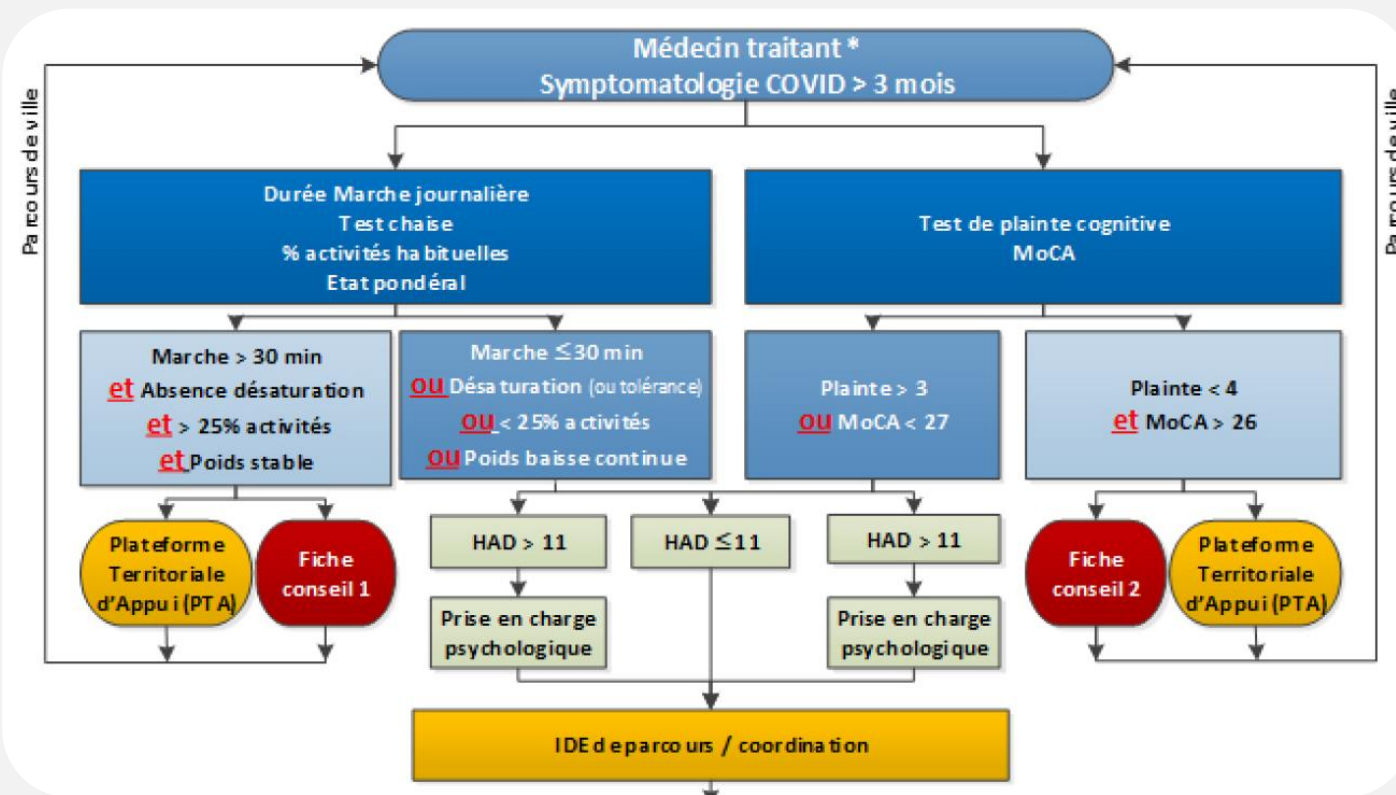 Médecin traitant *
Symptomatologie COVID > 3 mois
Parcours de ville
Parcours de ville
Durée Marche journalière
Test chaise
% activités habituelles
Etat pondéral
Test de plainte cognitive
MoCA
Marche > 30 min
et Absence désaturation
et > 25% activités
et Poids stable
Marche ≤30 min
ou Désaturation (ou tolérance)
ou < 25% activités
ou Poids baisse continue
Plainte > 3
ou MoCA < 27
Plainte < 4
et MoCA > 26
Plateforme
Territoriale
d'Appui (PTA)
Fiche
conseil 1
HAD > 11
HAD ≤11
HAD > 11
Fiche
conseil 2
Plateforme
Territoriale
d'Appui (PTA)
Prise en charge
psychologique
Prise en charge
psychologique
IDE de parcours / coordination